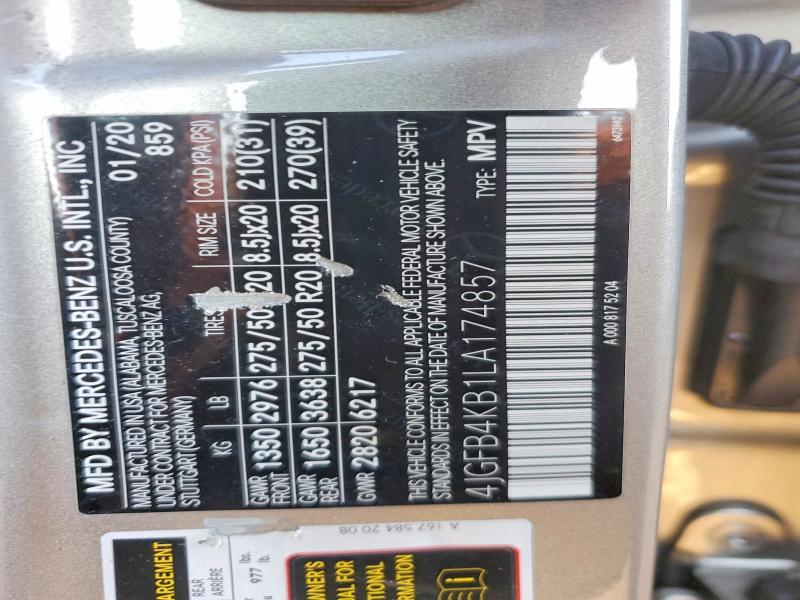 MFD BY MERCEDES-BENZ U.S. INTL., INC
MANUFACTURED IN USA (ALABAMA, TUSCALOOSA COUNTY) 01/20
UNDER CONTRACT FOR MERCEDES-BENZ AG, 859
STUTTGART (GERMANY)
KG LB TIRES RIM SIZE COLD KPA(PSI)
GAWR FRONT 1350 2976 275/50 20 8.5Jx20 210(31)
GAWR REAR 1650 3638 275/50 R20 8.5Jx20 270(39)
GVWR 2820 6217
THIS VEHICLE CONFORMS TO ALL APPLICABLE FEDERAL MOTOR VEHICLE SAFETY
STANDARDS IN EFFECT ON THE DATE OF MANUFACTURE SHOWN ABOVE.
4JGFB4KB1LA174857 TYPE: MPV
A 000 817 52 04
A 167 584 20 08
ARGEMENT
REAR
ARRIÈRE
lbs.
977 lb.
WNER'S
AL FOR
TIONAL
RMATION